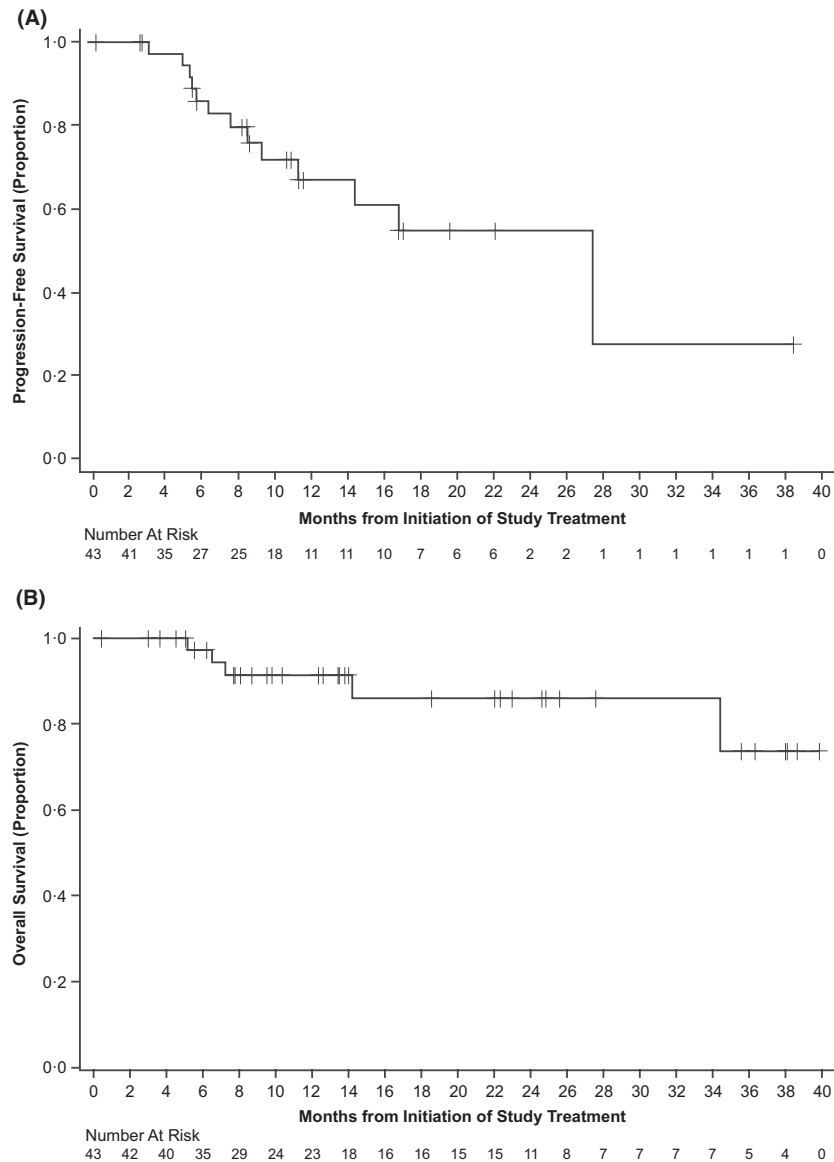 (A)
1·0
0·8
0·6
0·4
0·2
0·0
Progression-Free Survival (Proportion)
0 2 4 6 8 10 12 14 16 18 20 22 24 26 28 30 32 34 36 38 40
Months from Initiation of Study Treatment
Number At Risk
43 41 35 27 25 18 11 11 10 7 6 6 2 2 1 1 1 1 1 1 0
(B)
1·0
0·8
0·6
0·4
0·2
0·0
Overall Survival (Proportion)
0 2 4 6 8 10 12 14 16 18 20 22 24 26 28 30 32 34 36 38 40
Months from Initiation of Study Treatment
Number At Risk
43 42 40 35 29 24 23 18 16 16 15 15 11 8 7 7 7 7 5 4 0